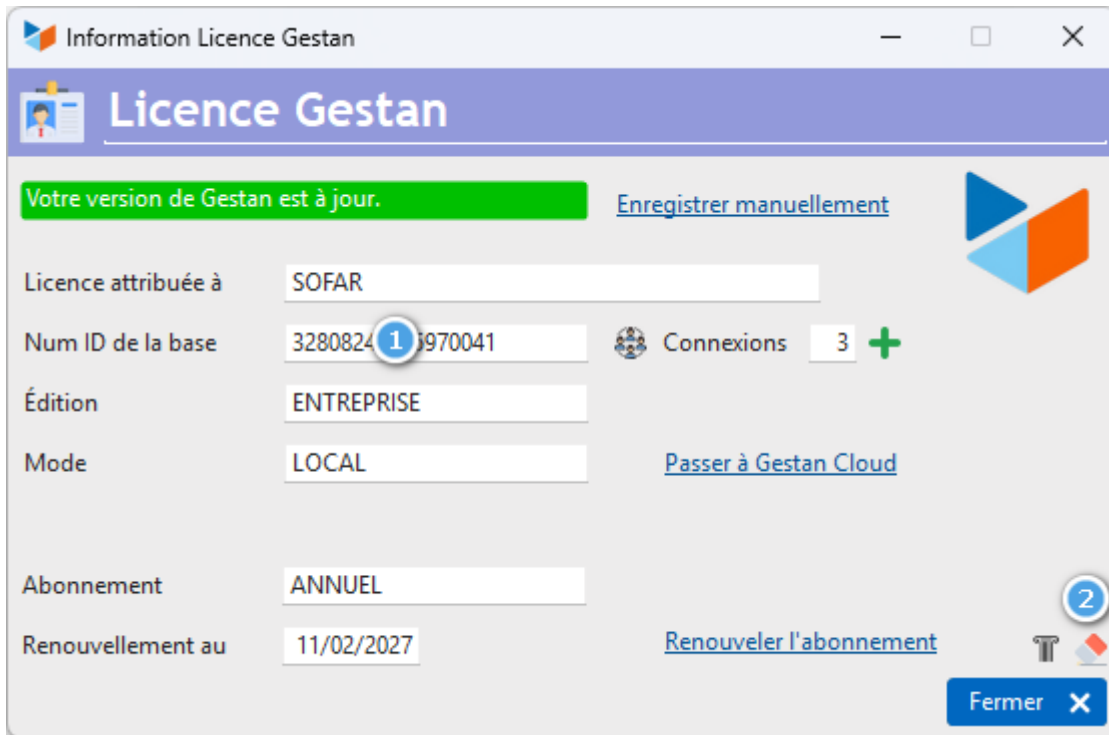 Information Licence Gestan
Licence Gestan
Votre version de Gestan est à jour.
Enregistrer manuellement
Licence attribuée à
SOFAR
Num ID de la base
1
Connexions
3
Édition
ENTREPRISE
Mode
LOCAL
Passer à Gestan Cloud
Abonnement
ANNUEL
2
Renouvellement au
11/02/2027
Renouveler l'abonnement
Fermer